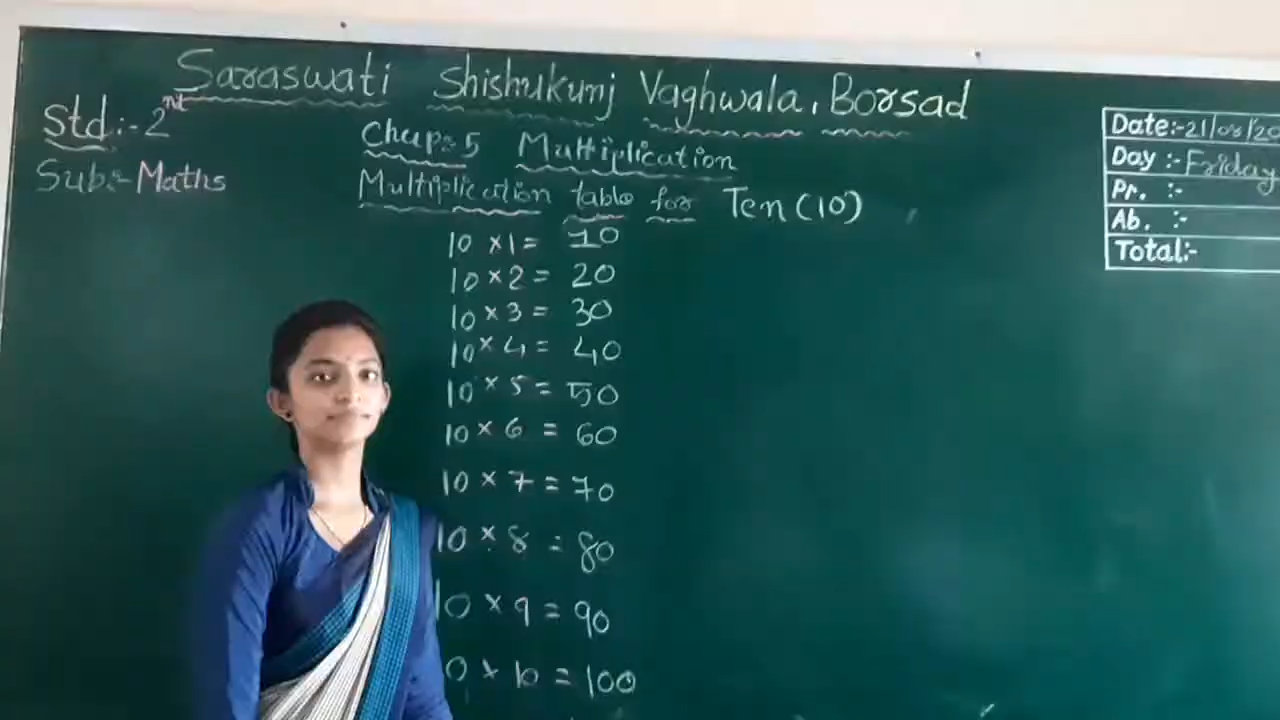 Saraswati Shishukunj Vaghwala, Borsad
Std:-2nd
Sub:- Maths
Chap:-5 Multiplication
Multiplication table for Ten (10)
10 × 1 = 10
10 × 2 = 20
10 × 3 = 30
10 × 4 = 40
10 × 5 = 50
10 × 6 = 60
10 × 7 = 70
10 × 8 = 80
10 × 9 = 90
0 × 10 = 100
Date:-21/08/20
Day :- Friday
Pr. :-
Ab. :-
Total:-